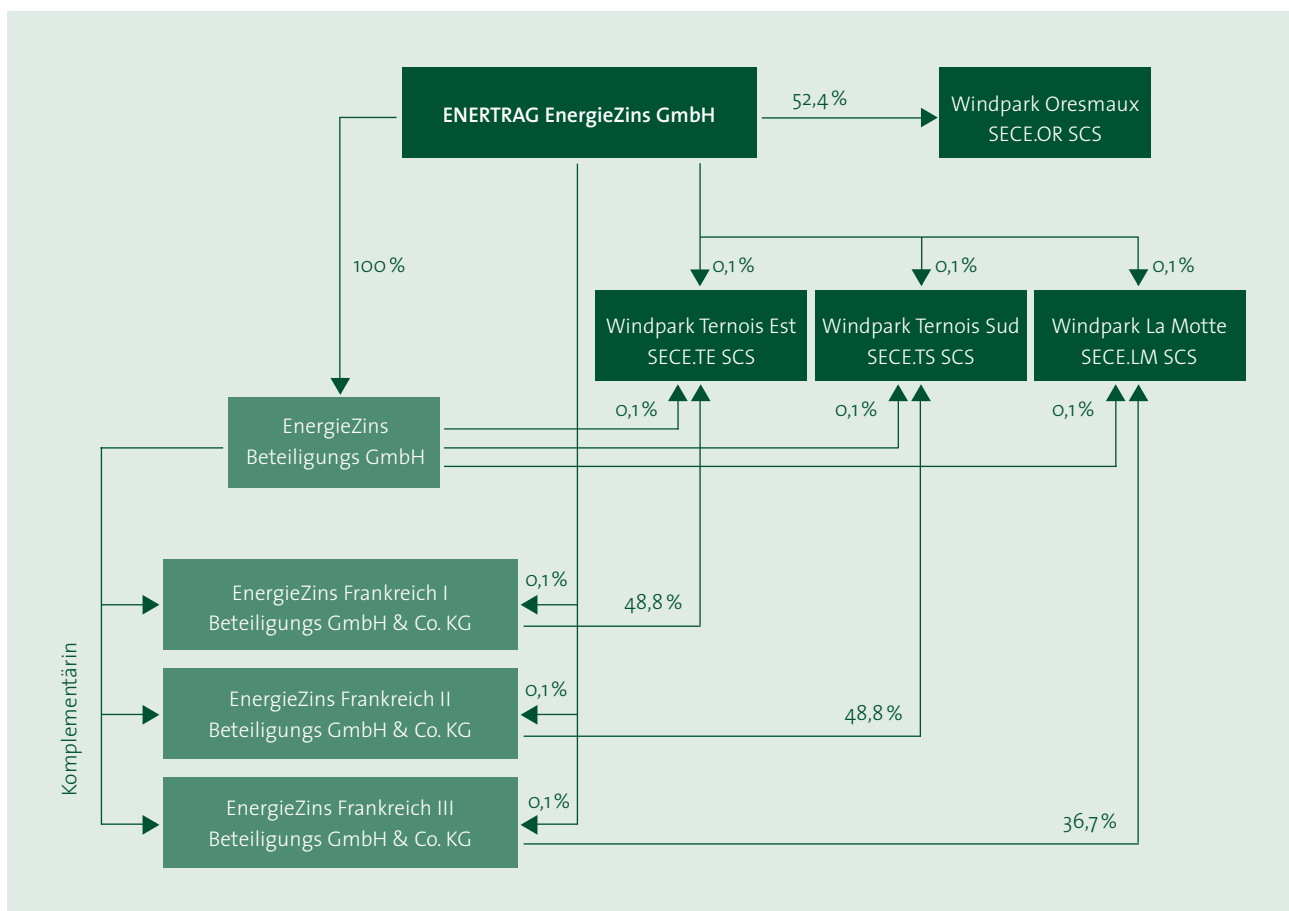 ENERTRAG EnergieZins GmbH
52,4 %
Windpark Oresmaux
SECE.OR SCS
100 %
0,1 %
0,1 %
0,1 %
Windpark Ternois Est
SECE.TE SCS
Windpark Ternois Sud
SECE.TS SCS
Windpark La Motte
SECE.LM SCS
0,1 %
0,1 %
0,1 %
EnergieZins
Beteiligungs GmbH
Komplementärin
EnergieZins Frankreich I
Beteiligungs GmbH & Co. KG
0,1 %
48,8 %
EnergieZins Frankreich II
Beteiligungs GmbH & Co. KG
0,1 %
48,8 %
EnergieZins Frankreich III
Beteiligungs GmbH & Co. KG
0,1 %
36,7 %